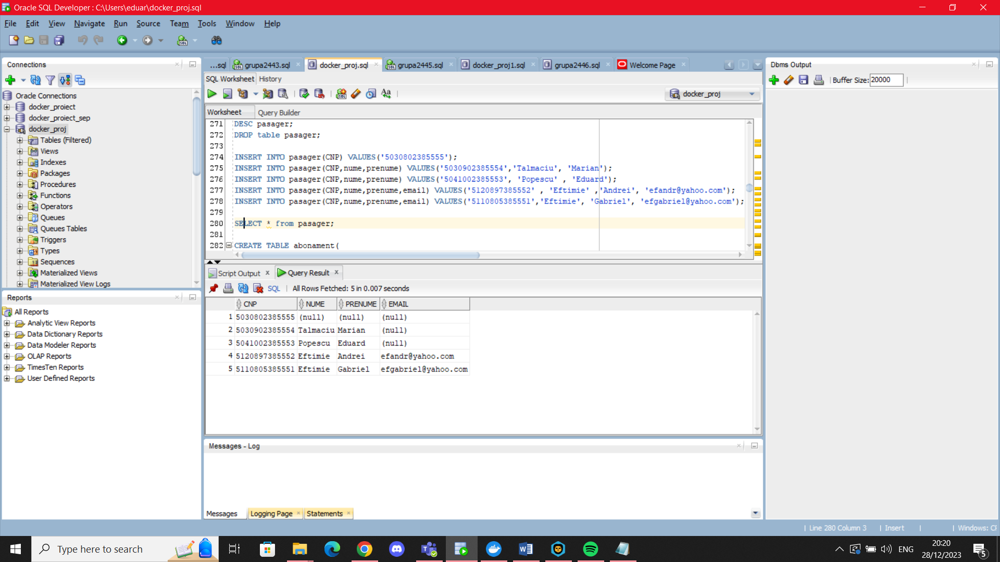 Oracle SQL Developer : C:\Users\eduar\docker_proj.sql
File Edit View Navigate Run Source Team Tools Window Help
Connections
Oracle Connections
docker_proiect
docker_proiect_sep
docker_proj
Tables (Filtered)
Views
Indexes
Packages
Procedures
Functions
Operators
Queues
Queues Tables
Triggers
Types
Sequences
Materialized Views
Materialized View Logs
Reports
All Reports
Analytic View Reports
Data Dictionary Reports
Data Modeler Reports
OLAP Reports
TimesTen Reports
User Defined Reports
...sql grupa2443.sql docker_proj.sql grupa2445.sql docker_proj1.sql grupa2446.sql Welcome Page
SQL Worksheet History
docker_proj
Worksheet Query Builder
271 DESC pasager;
272 DROP table pasager;
273
274 INSERT INTO pasager(CNP) VALUES('5030802385555');
275 INSERT INTO pasager(CNP,nume,prenume) VALUES('5030902385554','Talmaciu', 'Marian');
276 INSERT INTO pasager(CNP,nume,prenume) VALUES('5041002385553', 'Popescu' , 'Eduard');
277 INSERT INTO pasager(CNP,nume,prenume,email) VALUES('5120897385552' , 'Eftimie' ,'Andrei', 'efandr@yahoo.com');
278 INSERT INTO pasager(CNP,nume,prenume,email) VALUES('5110805385551','Eftimie', 'Gabriel', 'efgabriel@yahoo.com');
279
280 SELECT * from pasager;
281
282 CREATE TABLE abonament(
Script Output Query Result
SQL All Rows Fetched: 5 in 0.007 seconds
CNP NUME PRENUME EMAIL
1 5030802385555 (null) (null) (null)
2 5030902385554 Talmaciu Marian (null)
3 5041002385553 Popescu Eduard (null)
4 5120897385552 Eftimie Andrei efandr@yahoo.com
5 5110805385551 Eftimie Gabriel efgabriel@yahoo.com
Messages - Log
Messages Logging Page Statements
Dbms Output
Buffer Size: 20000
Line 280 Column 3 Insert Windows: CF
Type here to search
ENG
20:20
28/12/2023
5